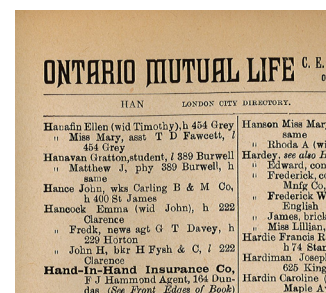 ONTARIO MUTUAL LIFE C. E.
HAN LONDON CITY DIRECTORY.
Hanafin Ellen (wid Timothy), h 454 Grey
" Miss Mary, asst T D Fawcett, l
454 Grey
Hanavan Gratton, student, l 389 Burwell
" Matthew J, phy 389 Burwell, h
same
Hance John, wks Carling B & M Co,
h 400 St James
Hancock Emma (wid John), h 222
Clarence
" Fredk, news agt G T Davey, h
229 Horton
" John H, bkr H Fysh & C, l 222
Clarence
Hand-In-Hand Insurance Co,
F J Hammond Agent, 164 Dun-
das (See Front Edges of Book)
Hanson Miss Mar
same
" Rhoda A (wi
Hardey, see also H
" Edward, con
" Frederick, co
Mnfg Co.
" Frederick W
English
" James, brick
" Miss Lillian,
Hardie Francis R
h 74 Stan
Hardiman Josep
625 King
Hardin Caroline (
Maple A